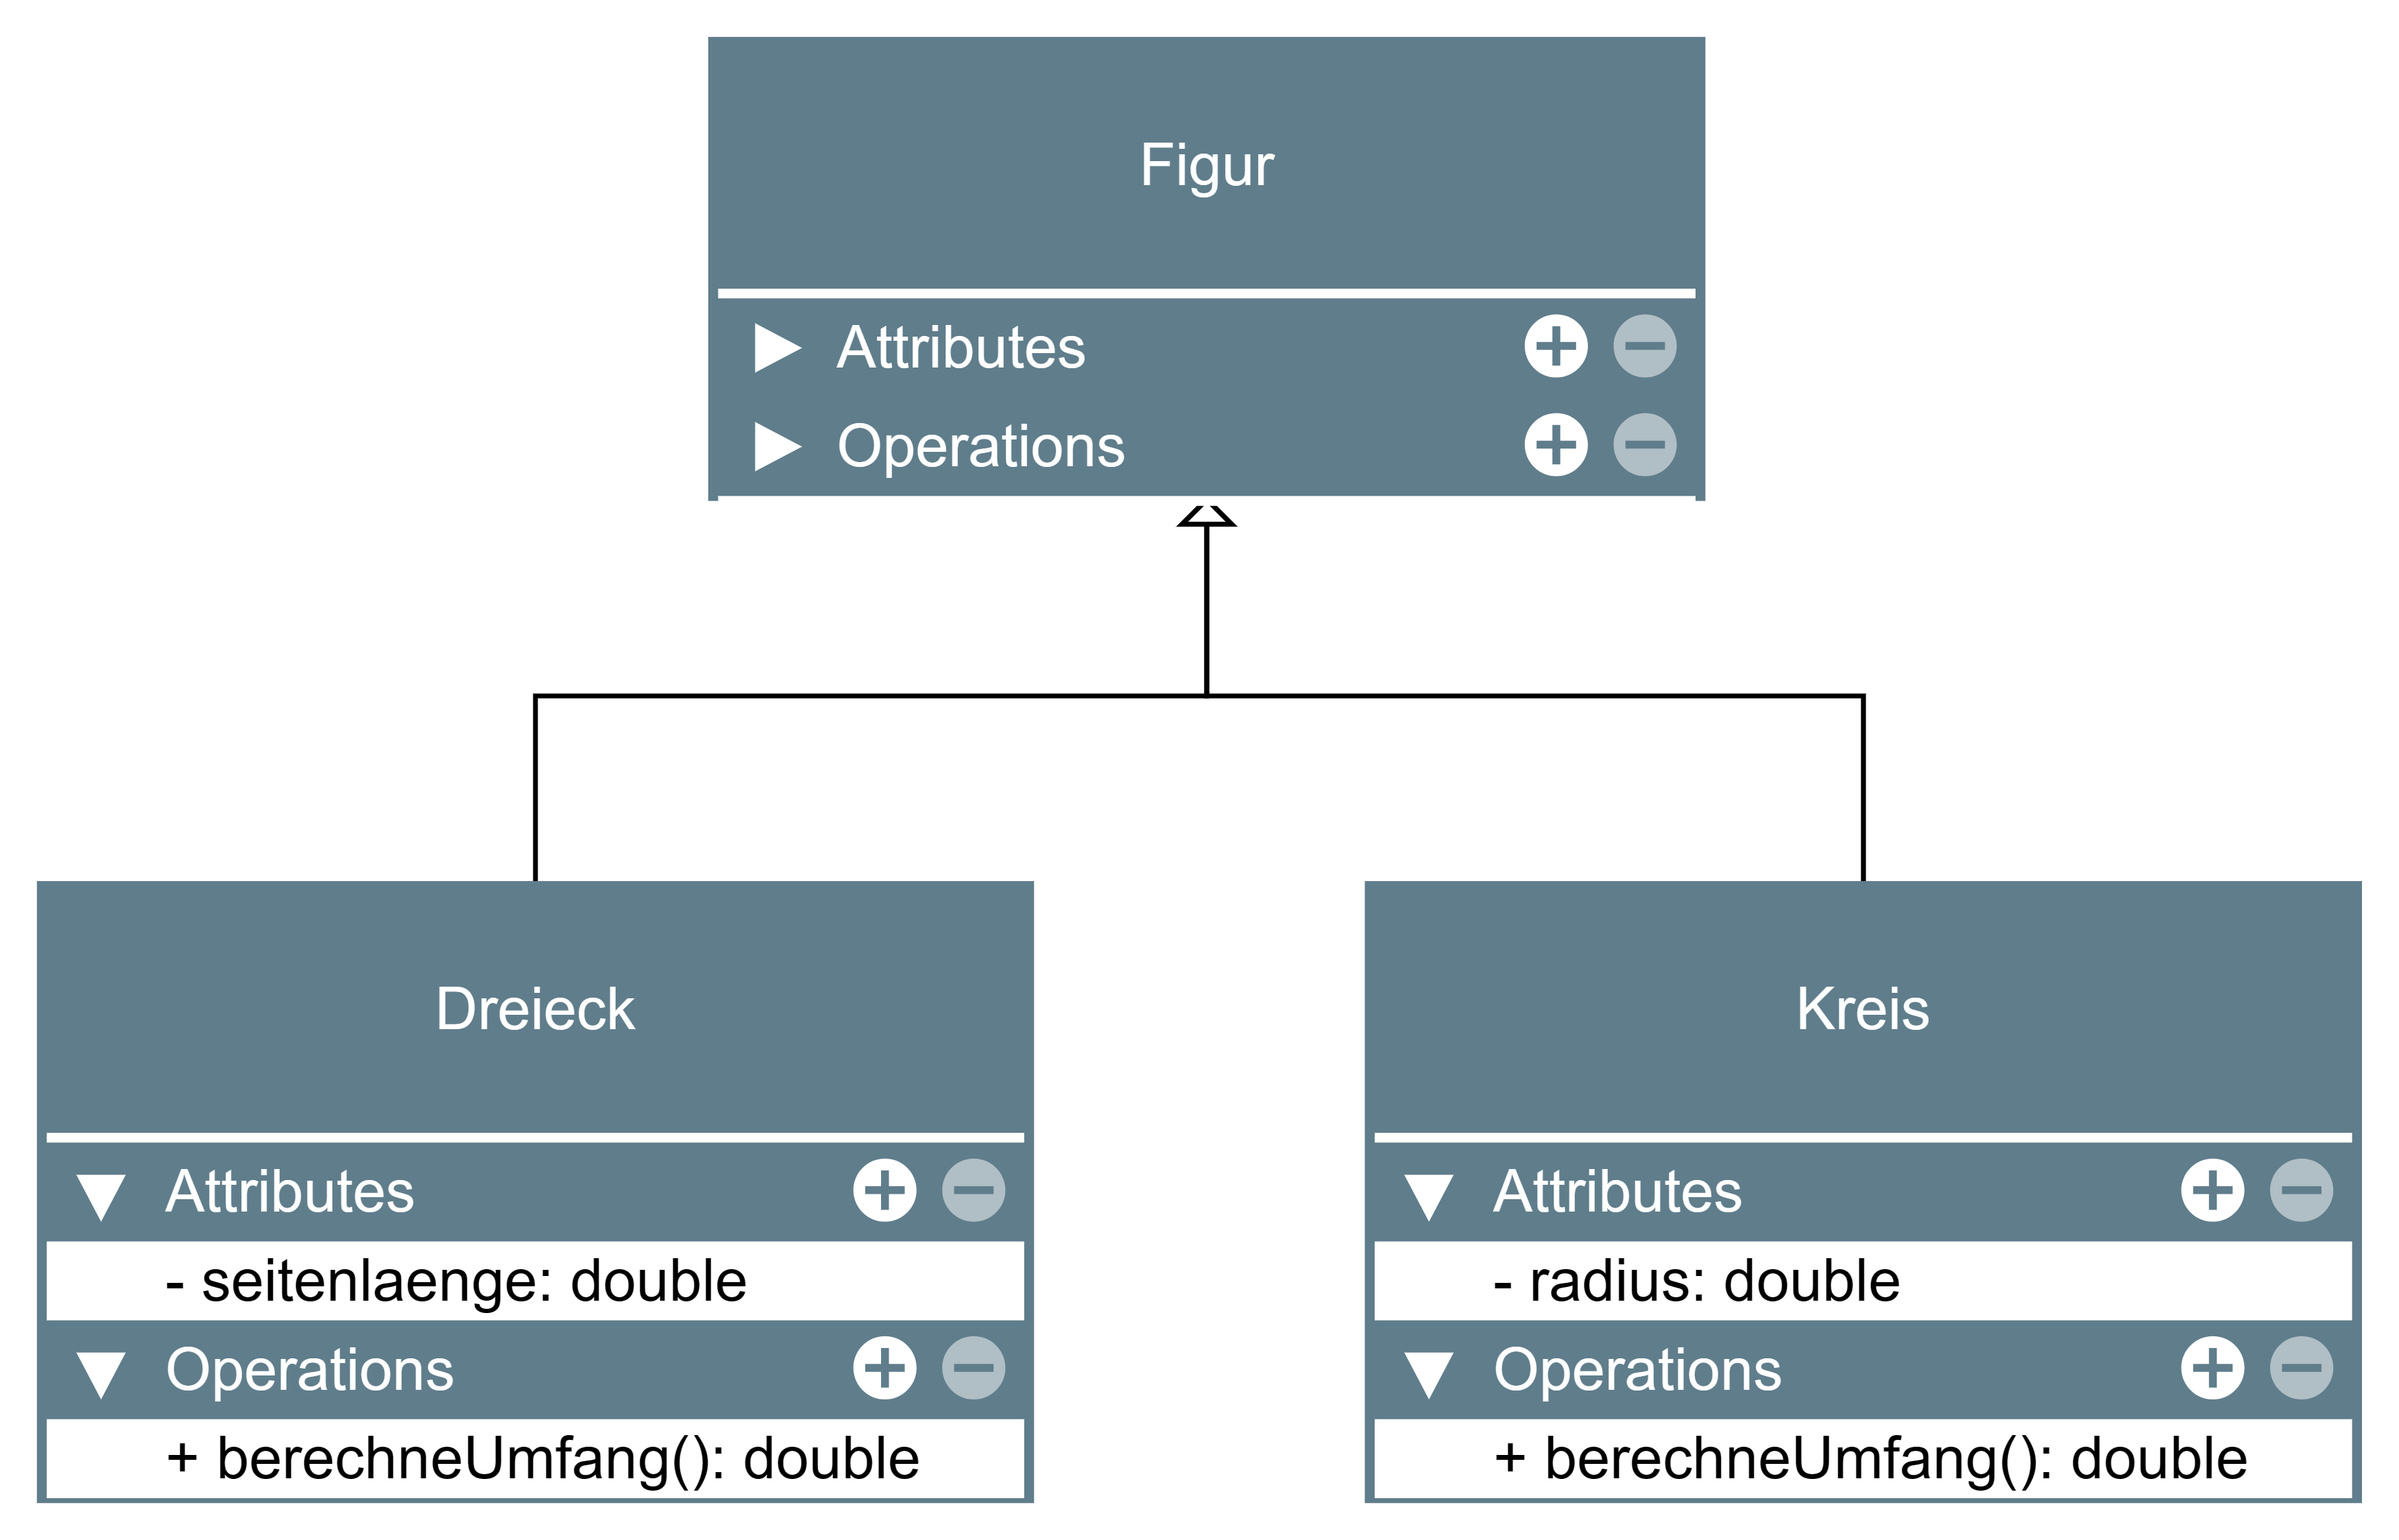 Figur
Attributes
Operations
Dreieck
Attributes
- seitenlaenge: double
Operations
+ berechneUmfang(): double
Kreis
Attributes
- radius: double
Operations
+ berechneUmfang(): double